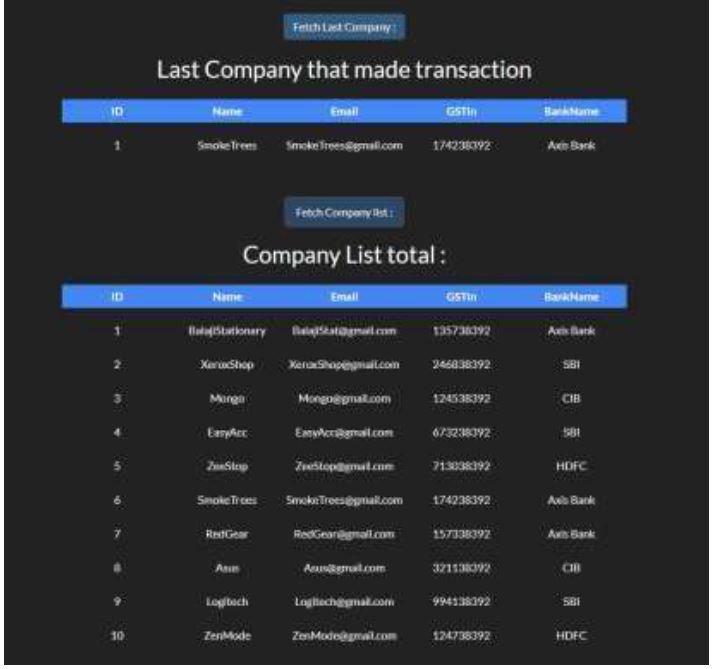 Fetch Last Company :
Last Company that made transaction
ID Name Email GSTin BankName
1 SmokeTrees SmokeTrees@gmail.com 174238392 Axis Bank
Fetch Company list :
Company List total :
ID Name Email GSTin BankName
1 BalajiStationary BalajiStat@gmail.com 135738392 Axis Bank
2 XeroxShop XeroxShop@gmail.com 246838392 SBI
3 Mongo Mongo@gmail.com 124538392 CIB
4 EasyAcc EasyAcc@gmail.com 673238392 SBI
5 ZeeStop ZeeStop@gmail.com 713038392 HDFC
6 SmokeTrees SmokeTrees@gmail.com 174238392 Axis Bank
7 RedGear RedGear@gmail.com 157338392 Axis Bank
8 Asus Asus@gmail.com 321138392 CIB
9 Logitech Logitech@gmail.com 994138392 SBI
10 ZenMode ZenMode@gmail.com 124738392 HDFC